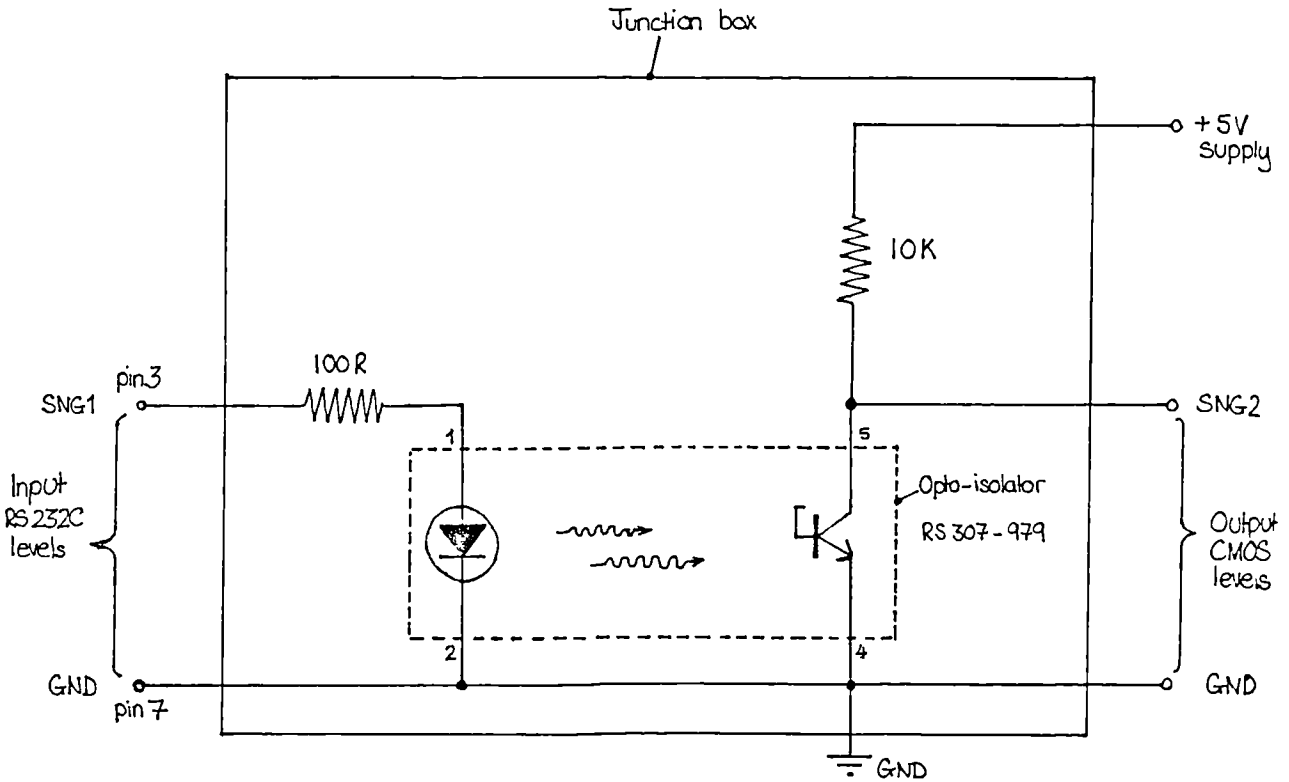 Junction box
+5V
supply
10K
100R
pin3
SNG1
SNG2
1
5
Input
RS232C
levels
Opto-isolator
RS 307-979
Output
CMOS
levels
2
4
GND
pin 7
GND
GND